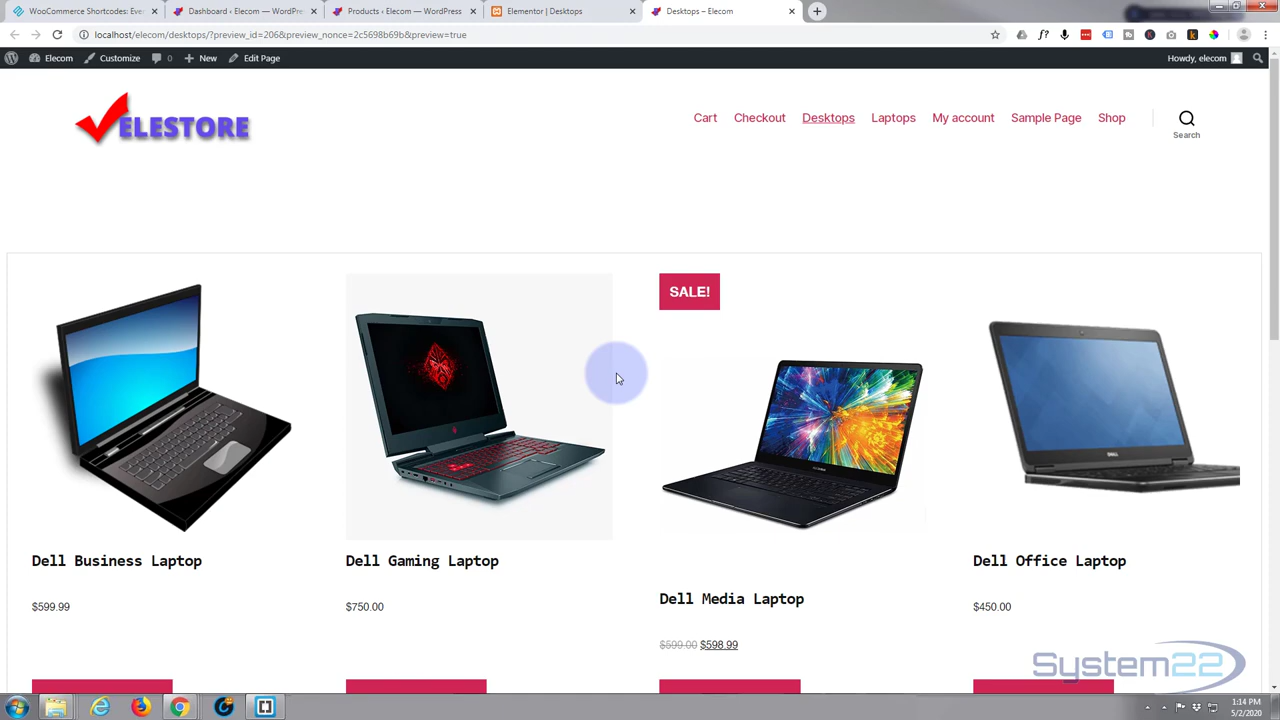 WooCommerce Shortcodes: Eve
Dashboard ‹ Elecom — WordPre
Products ‹ Elecom — WordPress
Elementor | Desktops
Desktops – Elecom
localhost/elecom/desktops/?preview_id=206&preview_nonce=2c5698b69b&preview=true
Elecom
Customize
0
New
Edit Page
Howdy, elecom
ELESTORE
Cart
Checkout
Desktops
Laptops
My account
Sample Page
Shop
Search
SALE!
Dell Business Laptop
Dell Gaming Laptop
Dell Office Laptop
Dell Media Laptop
$599.99
$750.00
$450.00
$599.00 $598.99
System22
1:14 PM
5/2/2020